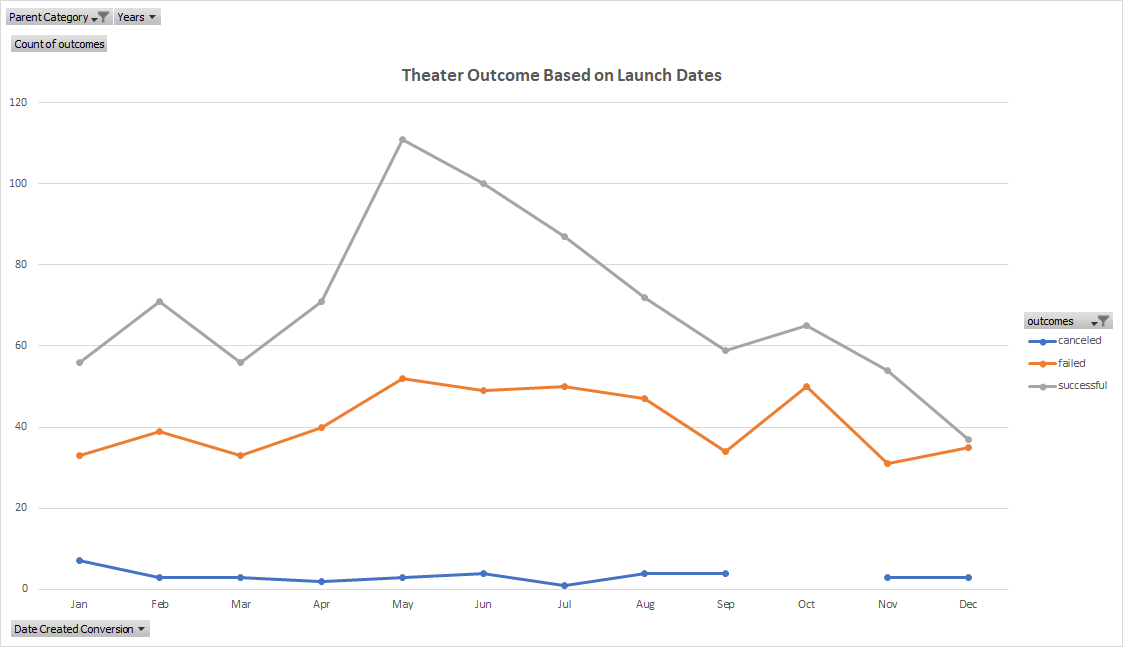 Parent Category Years
Count of outcomes
Theater Outcome Based on Launch Dates
120
100
80
60
40
20
0
Jan Feb Mar Apr May Jun Jul Aug Sep Oct Nov Dec
outcomes
canceled
failed
successful
Date Created Conversion